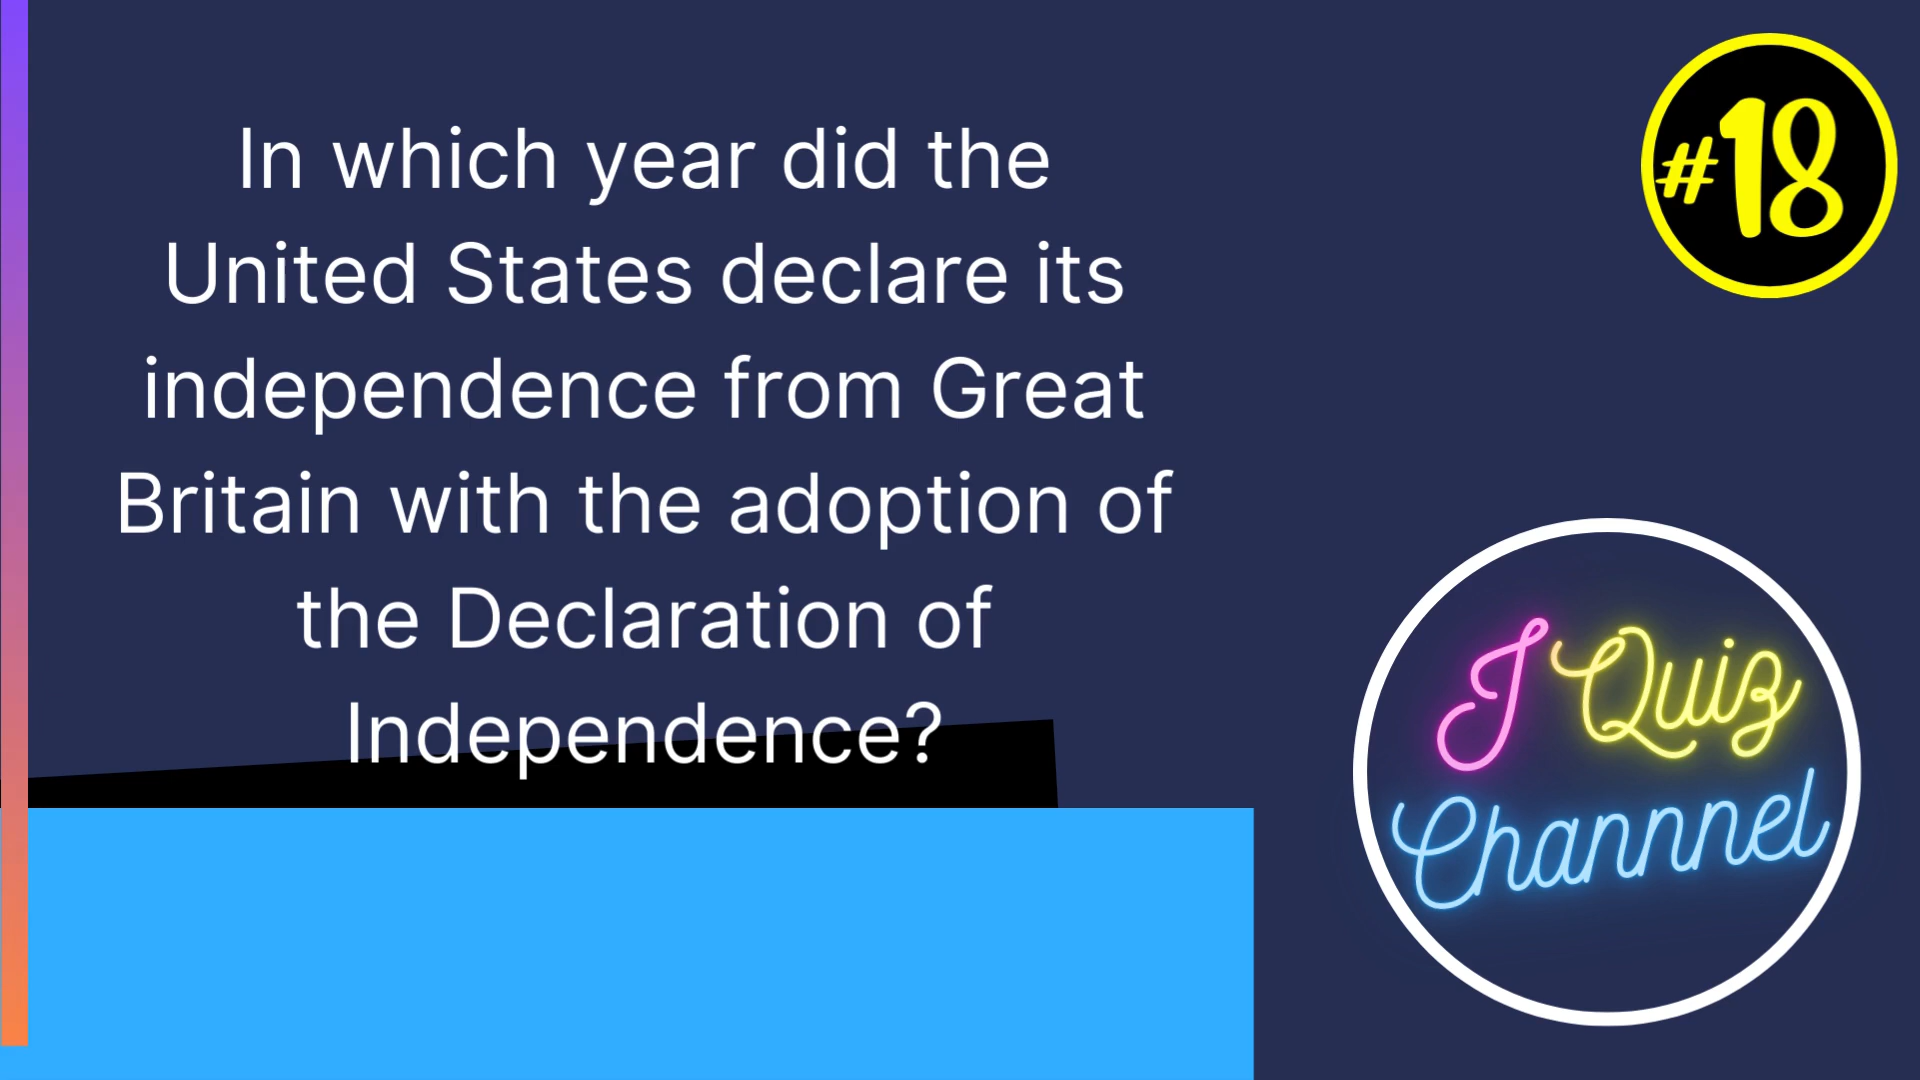 In which year did the
United States declare its
independence from Great
Britain with the adoption of
the Declaration of
Independence?
#18
J Quiz
Channnel